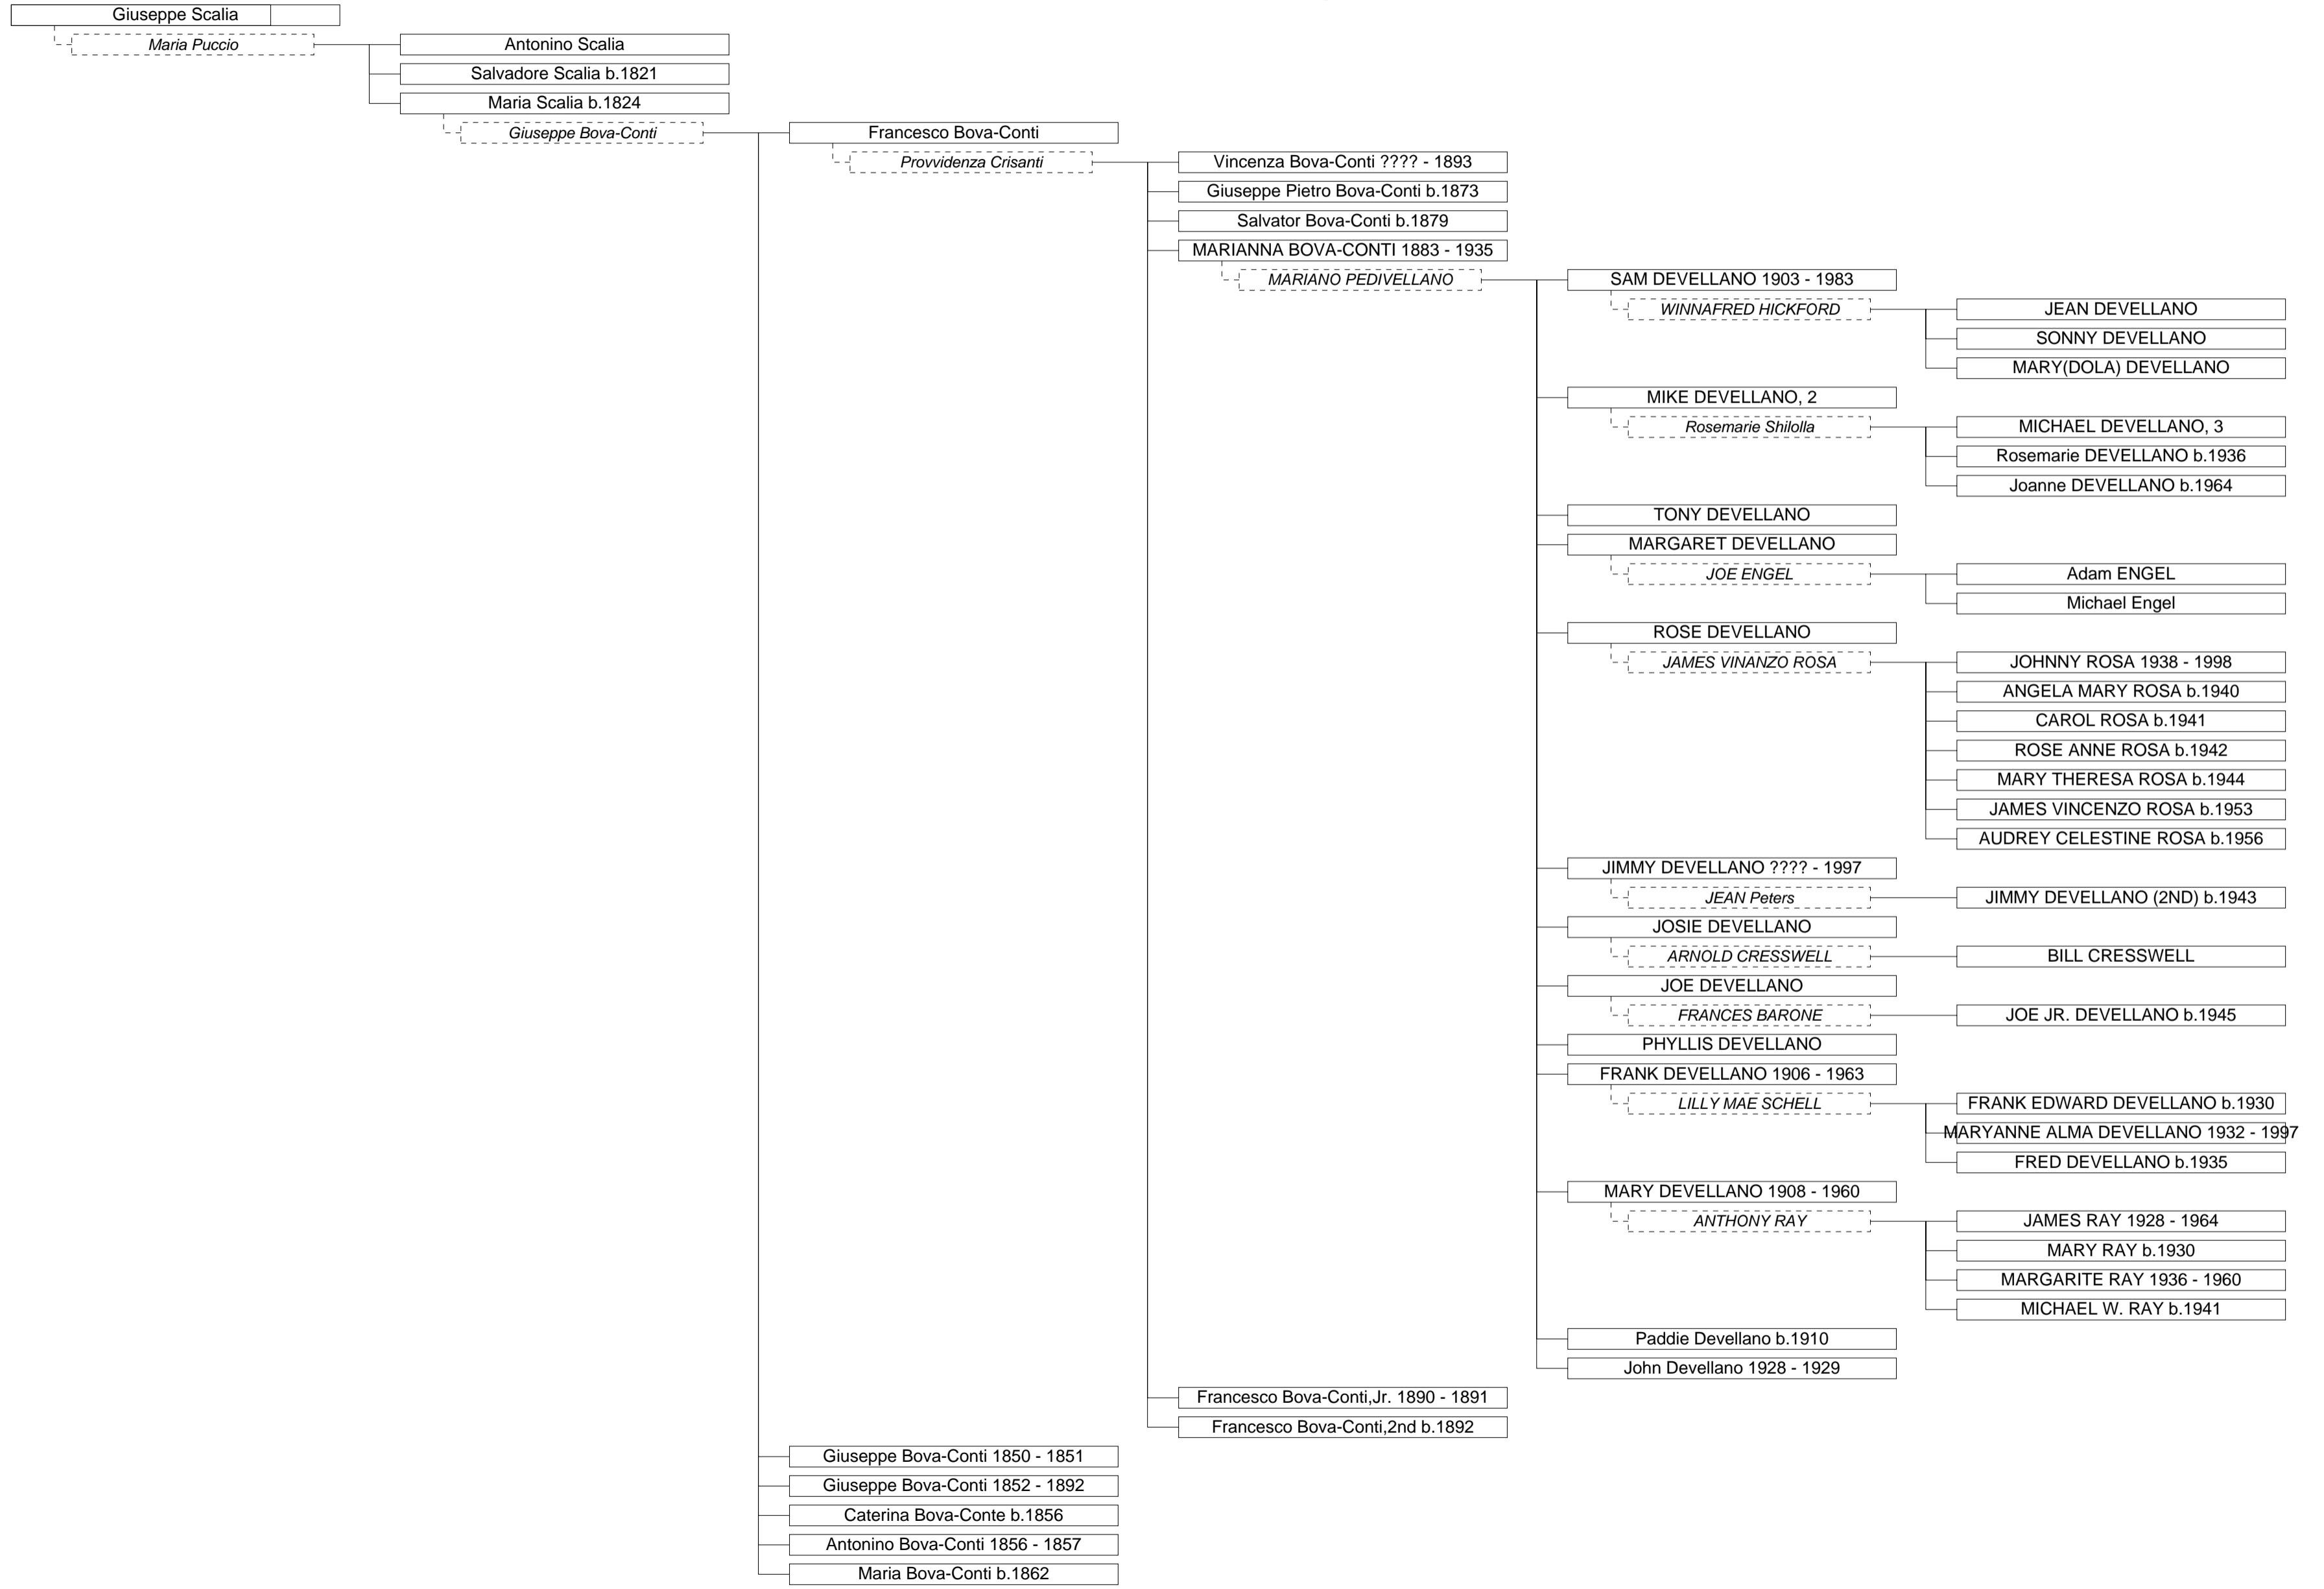 Giuseppe Scalia
Maria Puccio
Antonino Scalia
Salvadore Scalia b.1821
Maria Scalia b.1824
Giuseppe Bova-Conti
Francesco Bova-Conti
Provvidenza Crisanti
Vincenza Bova-Conti ???? - 1893
Giuseppe Pietro Bova-Conti b.1873
Salvator Bova-Conti b.1879
MARIANNA BOVA-CONTI 1883 - 1935
MARIANO PEDIVELLANO
SAM DEVELLANO 1903 - 1983
WINNAFRED HICKFORD
JEAN DEVELLANO
SONNY DEVELLANO
MARY(DOLA) DEVELLANO
MIKE DEVELLANO, 2
Rosemarie Shilolla
MICHAEL DEVELLANO, 3
Rosemarie DEVELLANO b.1936
Joanne DEVELLANO b.1964
TONY DEVELLANO
MARGARET DEVELLANO
JOE ENGEL
Adam ENGEL
Michael Engel
ROSE DEVELLANO
JAMES VINANZO ROSA
JOHNNY ROSA 1938 - 1998
ANGELA MARY ROSA b.1940
CAROL ROSA b.1941
ROSE ANNE ROSA b.1942
MARY THERESA ROSA b.1944
JAMES VINCENZO ROSA b.1953
AUDREY CELESTINE ROSA b.1956
JIMMY DEVELLANO ???? - 1997
JEAN Peters
JIMMY DEVELLANO (2ND) b.1943
JOSIE DEVELLANO
ARNOLD CRESSWELL
BILL CRESSWELL
JOE DEVELLANO
FRANCES BARONE
JOE JR. DEVELLANO b.1945
PHYLLIS DEVELLANO
FRANK DEVELLANO 1906 - 1963
LILLY MAE SCHELL
FRANK EDWARD DEVELLANO b.1930
MARYANNE ALMA DEVELLANO 1932 - 1997
FRED DEVELLANO b.1935
MARY DEVELLANO 1908 - 1960
ANTHONY RAY
JAMES RAY 1928 - 1964
MARY RAY b.1930
MARGARITE RAY 1936 - 1960
MICHAEL W. RAY b.1941
Paddie Devellano b.1910
John Devellano 1928 - 1929
Francesco Bova-Conti,Jr. 1890 - 1891
Francesco Bova-Conti,2nd b.1892
Giuseppe Bova-Conti 1850 - 1851
Giuseppe Bova-Conti 1852 - 1892
Caterina Bova-Conte b.1856
Antonino Bova-Conti 1856 - 1857
Maria Bova-Conti b.1862